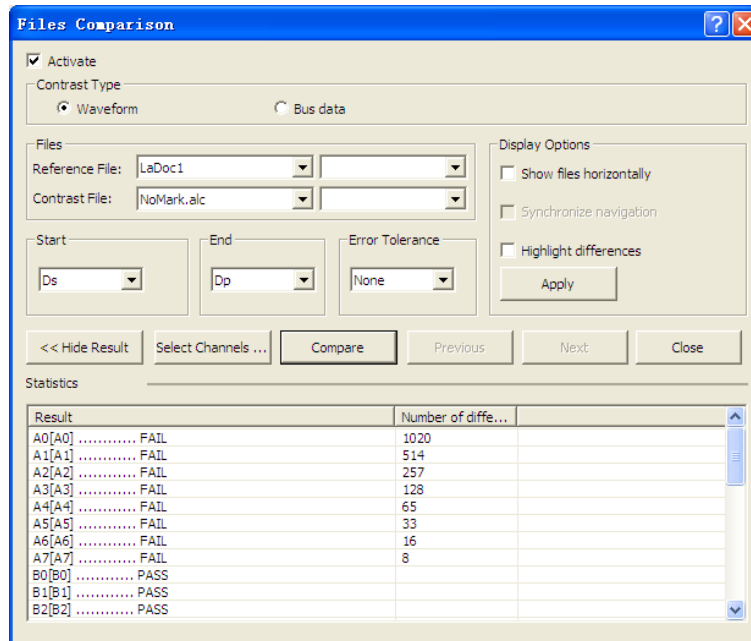 Files Comparison
Activate
Contrast Type
Waveform
Bus data
Files
Reference File: LaDoc1
Contrast File: NoMark.alc
Display Options
Show files horizontally
Synchronize navigation
Highlight differences
Apply
Start
Ds
End
Dp
Error Tolerance
None
<< Hide Result
Select Channels ...
Compare
Previous
Next
Close
Statistics
Result Number of diffe...
A0[A0] ............ FAIL 1020
A1[A1] ............ FAIL 514
A2[A2] ............ FAIL 257
A3[A3] ............ FAIL 128
A4[A4] ............ FAIL 65
A5[A5] ............ FAIL 33
A6[A6] ............ FAIL 16
A7[A7] ............ FAIL 8
B0[B0] ............ PASS
B1[B1] ............ PASS
B2[B2] ............ PASS